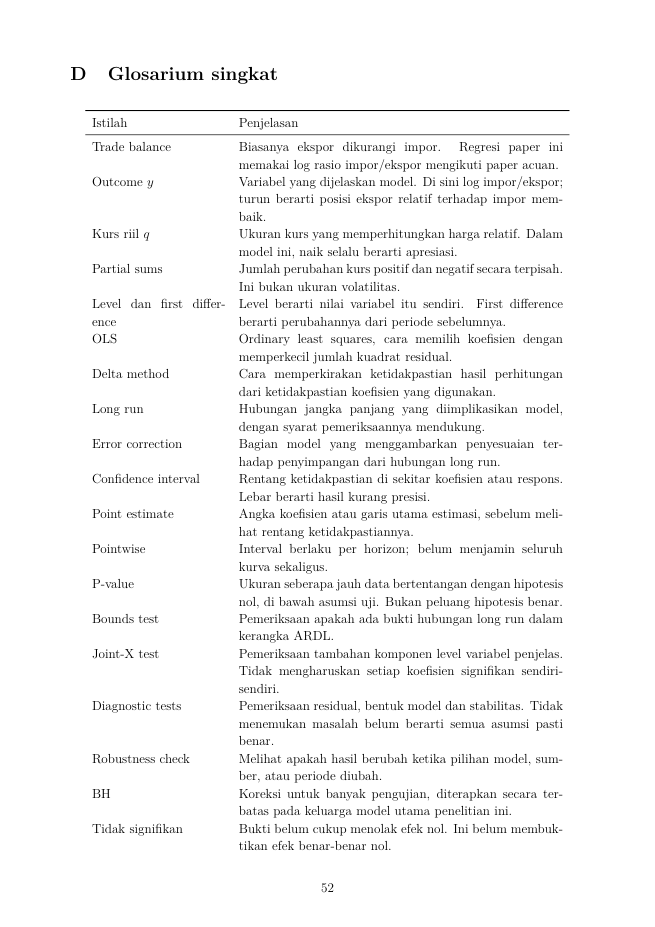 D Glosarium singkat
Istilah Penjelasan
Trade balance Biasanya ekspor dikurangi impor. Regresi paper ini
memakai log rasio impor/ekspor mengikuti paper acuan.
Outcome y Variabel yang dijelaskan model. Di sini log impor/ekspor;
turun berarti posisi ekspor relatif terhadap impor mem-
baik.
Kurs riil q Ukuran kurs yang memperhitungkan harga relatif. Dalam
model ini, naik selalu berarti apresiasi.
Partial sums Jumlah perubahan kurs positif dan negatif secara terpisah.
Ini bukan ukuran volatilitas.
Level dan first differ- Level berarti nilai variabel itu sendiri. First difference
ence berarti perubahannya dari periode sebelumnya.
OLS Ordinary least squares, cara memilih koefisien dengan
memperkecil jumlah kuadrat residual.
Delta method Cara memperkirakan ketidakpastian hasil perhitungan
dari ketidakpastian koefisien yang digunakan.
Long run Hubungan jangka panjang yang diimplikasikan model,
dengan syarat pemeriksaannya mendukung.
Error correction Bagian model yang menggambarkan penyesuaian ter-
hadap penyimpangan dari hubungan long run.
Confidence interval Rentang ketidakpastian di sekitar koefisien atau respons.
Lebar berarti hasil kurang presisi.
Point estimate Angka koefisien atau garis utama estimasi, sebelum meli-
hat rentang ketidakpastiannya.
Pointwise Interval berlaku per horizon; belum menjamin seluruh
kurva sekaligus.
P-value Ukuran seberapa jauh data bertentangan dengan hipotesis
nol, di bawah asumsi uji. Bukan peluang hipotesis benar.
Bounds test Pemeriksaan apakah ada bukti hubungan long run dalam
kerangka ARDL.
Joint-X test Pemeriksaan tambahan komponen level variabel penjelas.
Tidak mengharuskan setiap koefisien signifikan sendiri-
sendiri.
Diagnostic tests Pemeriksaan residual, bentuk model dan stabilitas. Tidak
menemukan masalah belum berarti semua asumsi pasti
benar.
Robustness check Melihat apakah hasil berubah ketika pilihan model, sum-
ber, atau periode diubah.
BH Koreksi untuk banyak pengujian, diterapkan secara ter-
batas pada keluarga model utama penelitian ini.
Tidak signifikan Bukti belum cukup menolak efek nol. Ini belum membuk-
tikan efek benar-benar nol.
52